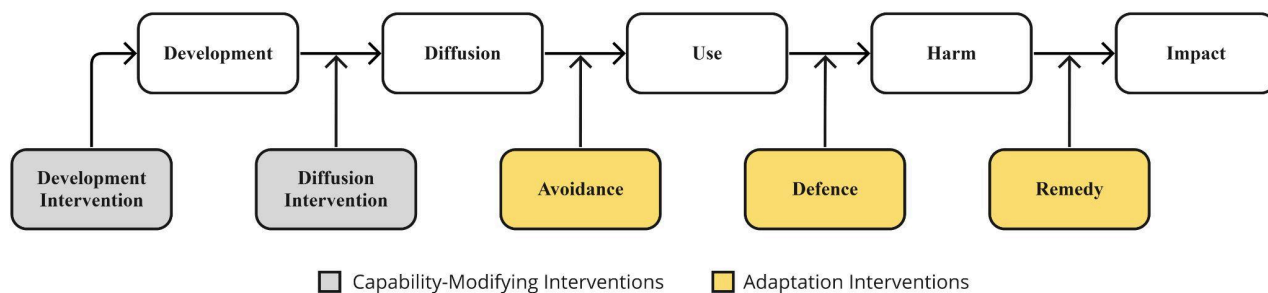 Development
Diffusion
Use
Harm
Impact
Development
Intervention
Diffusion
Intervention
Avoidance
Defence
Remedy
Capability-Modifying Interventions
Adaptation Interventions